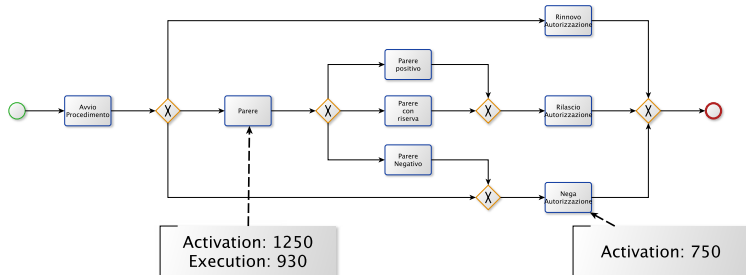 Rinnovo
Autorizzazione
Parere
positivo
Avvio
Procedimento
X
Parere
X
Parere
con
riserva
X
Rilascio
Autorizzazione
X
Parere
Negativo
X
Nega
Autorizzazione
Activation: 1250
Execution: 930
Activation: 750